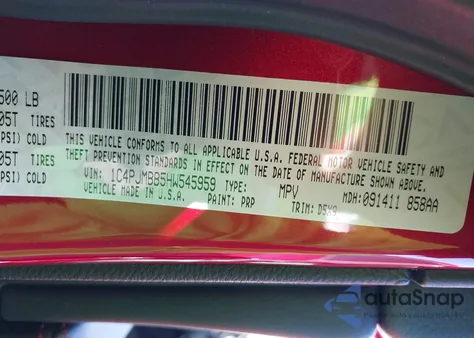 500 LB
05T TIRES
PSI) COLD
05T TIRES
PSI) COLD
THIS VEHICLE CONFORMS TO ALL APPLICABLE U.S.A. FEDERAL MOTOR VEHICLE SAFETY AND
THEFT PREVENTION STANDARDS IN EFFECT ON THE DATE OF MANUFACTURE SHOWN ABOVE.
VIN: 1C4PJMBB5HW545959 TYPE: MPV MDH:091411 858AA
VEHICLE MADE IN U.S.A. PAINT: PRP TRIM: D5X9
autoSnap